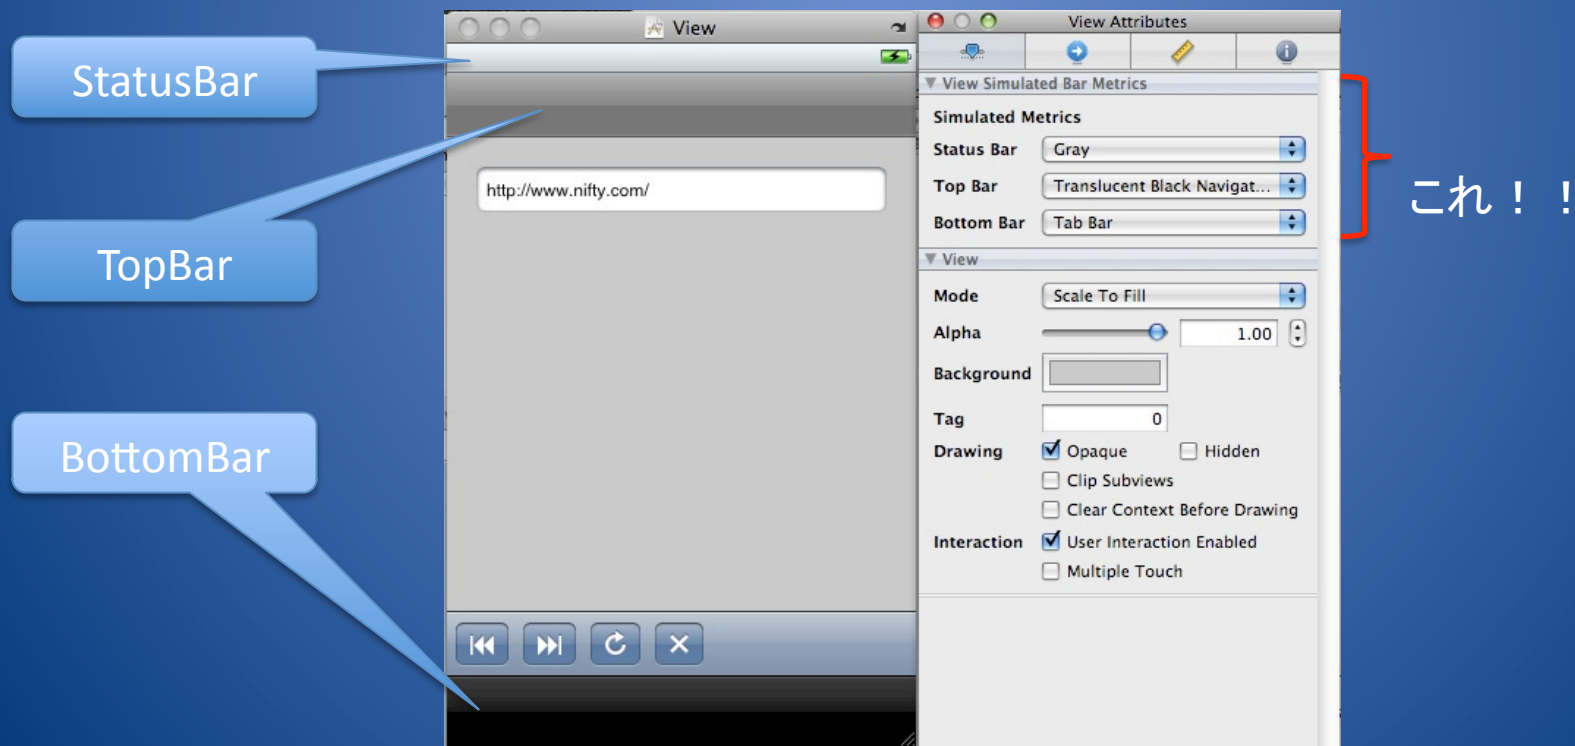 StatusBar
TopBar
BottomBar
View
http://www.nifty.com/
View Attributes
View Simulated Bar Metrics
Simulated Metrics
Status Bar Gray
Top Bar Translucent Black Navigat...
Bottom Bar Tab Bar
View
Mode Scale To Fill
Alpha 1.00
Background
Tag 0
Drawing Opaque Hidden
Clip Subviews
Clear Context Before Drawing
Interaction User Interaction Enabled
Multiple Touch
これ！！